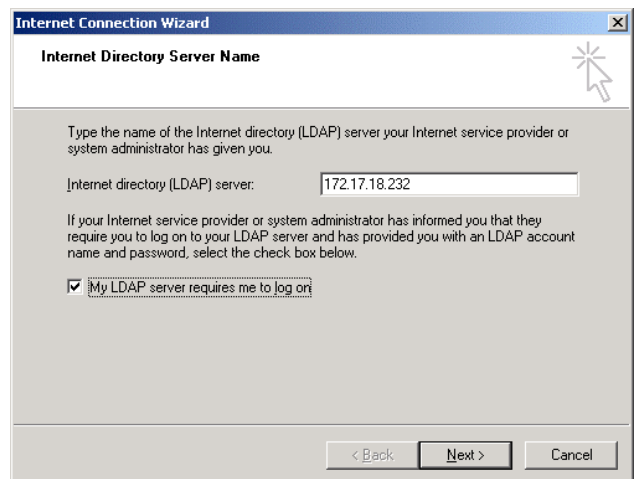 Internet Connection Wizard
Internet Directory Server Name
Type the name of the Internet directory (LDAP) server your Internet service provider or
system administrator has given you.
Internet directory (LDAP) server: 172.17.18.232
If your Internet service provider or system administrator has informed you that they
require you to log on to your LDAP server and has provided you with an LDAP account
name and password, select the check box below.
My LDAP server requires me to log on
< Back Next > Cancel